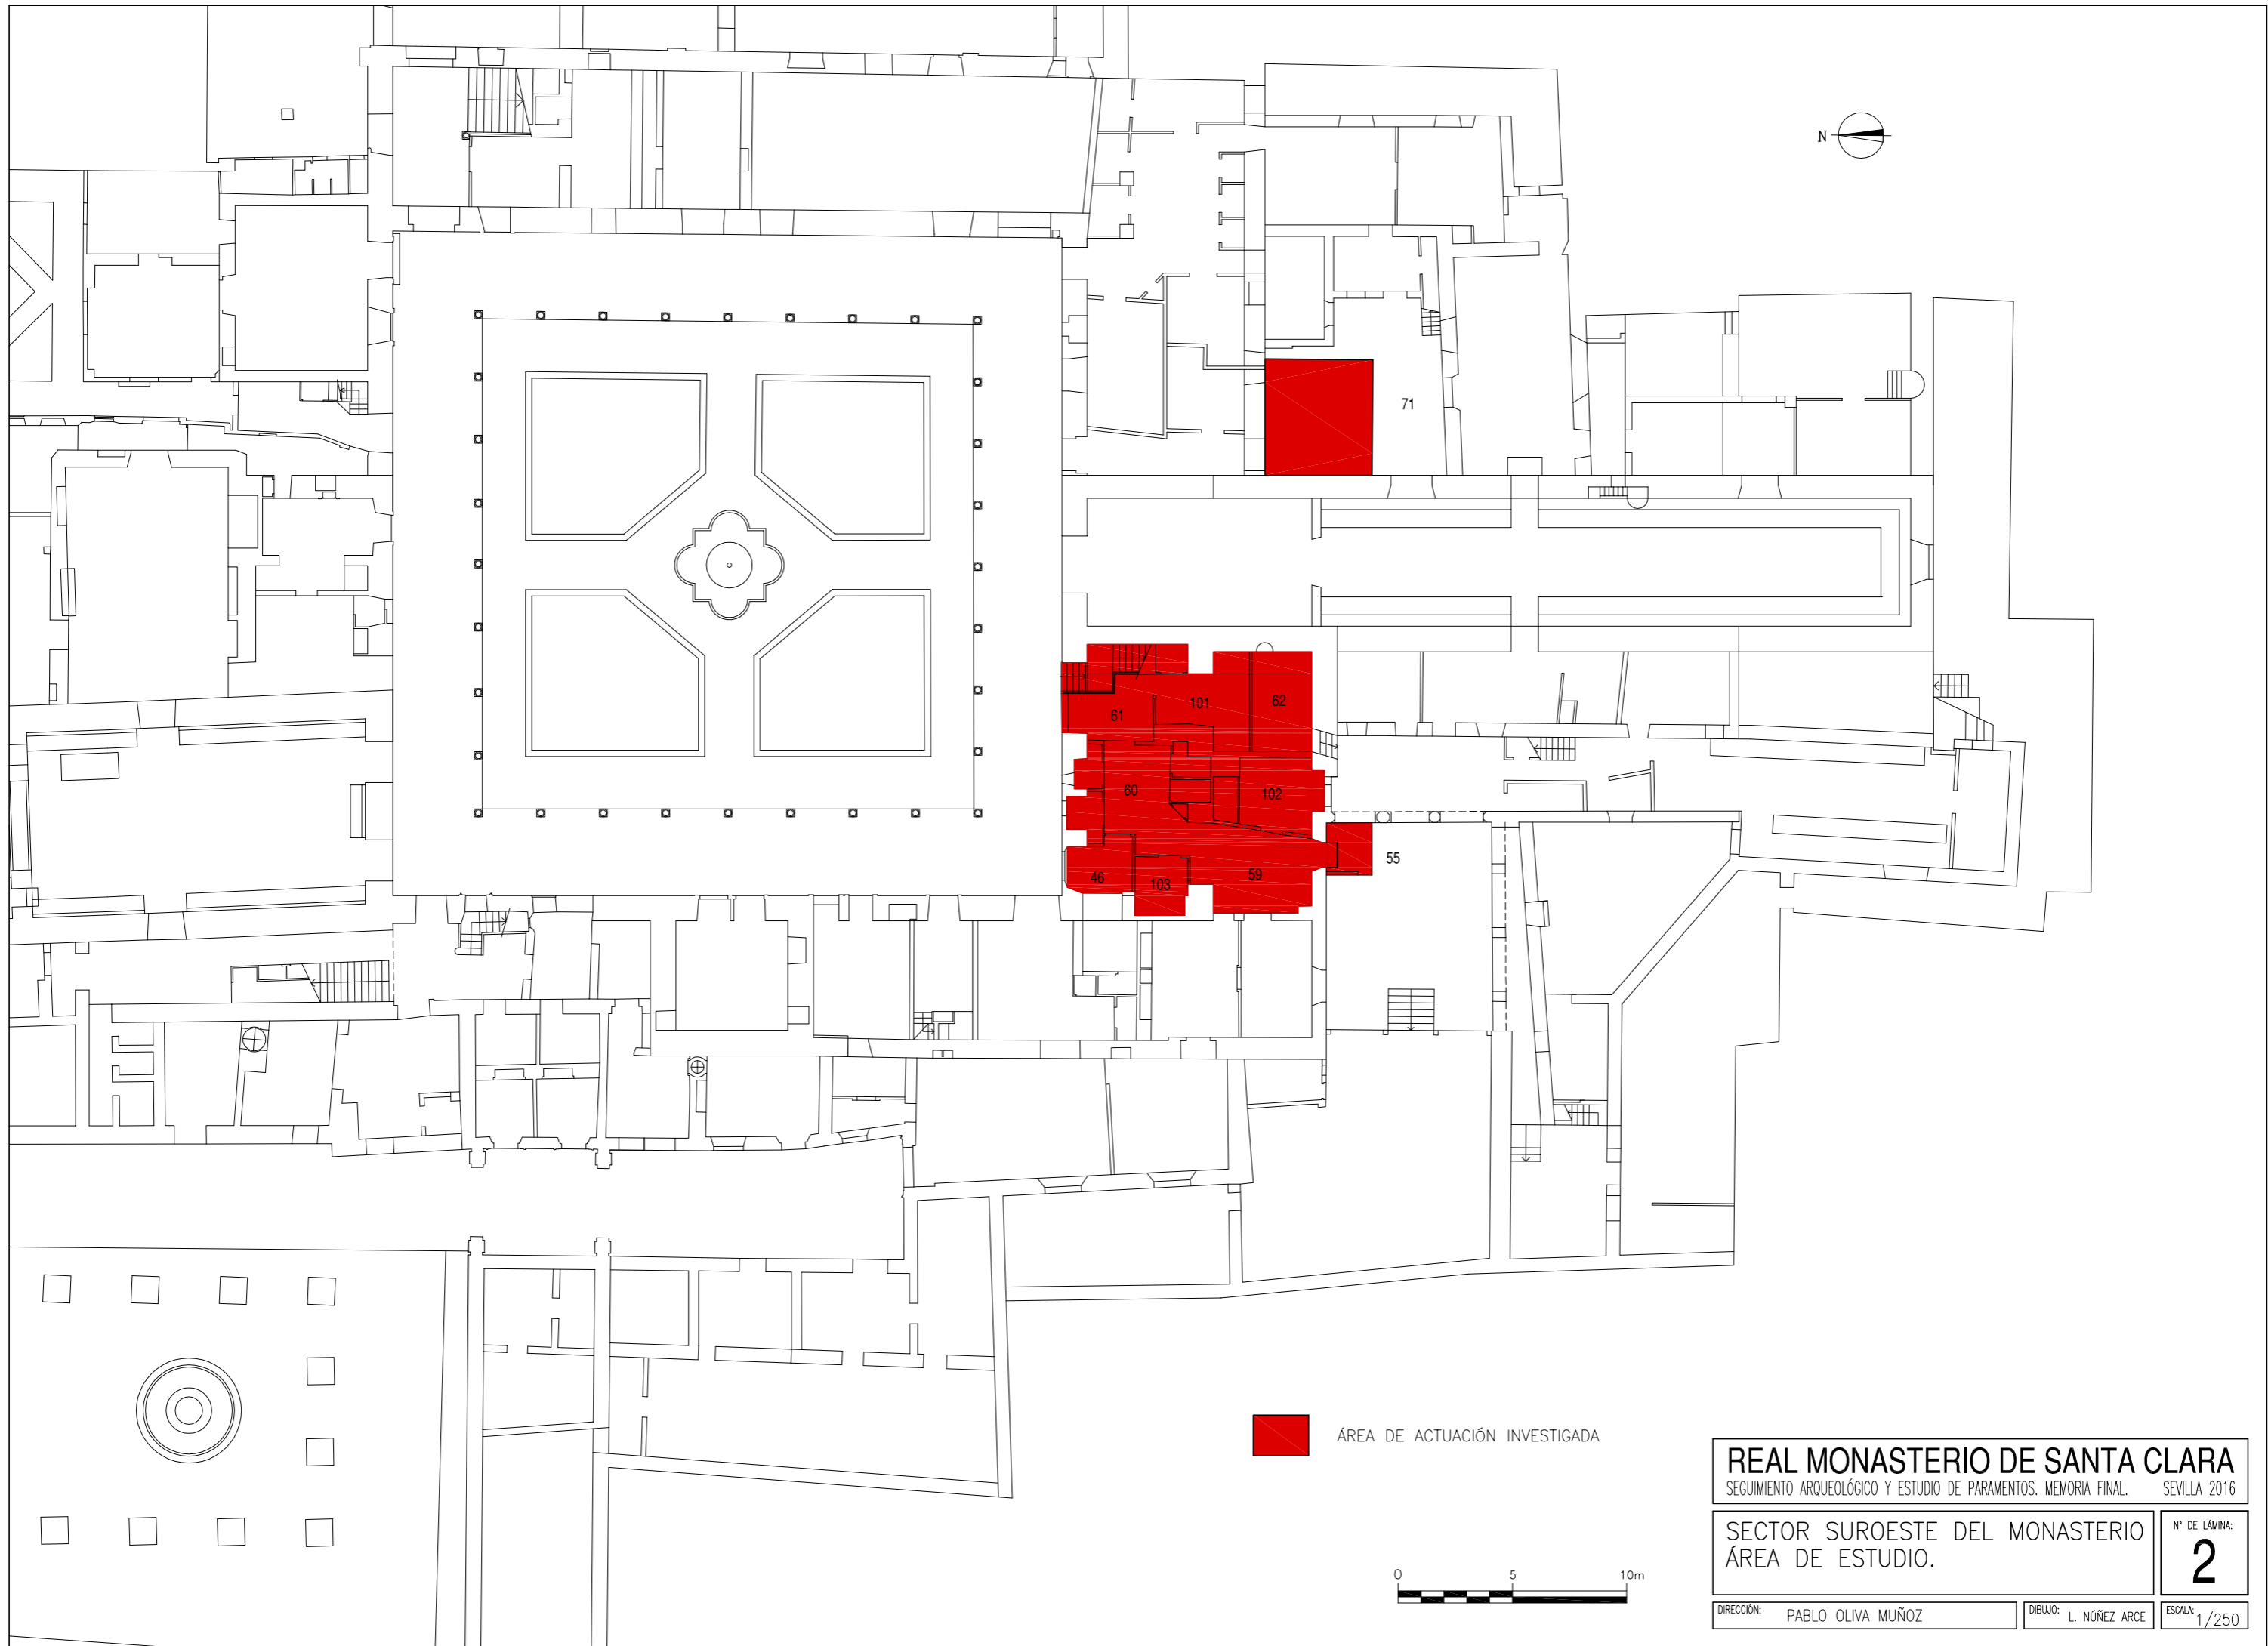 N
71
101
62
61
60
102
55
46
103
59
ÁREA DE ACTUACIÓN INVESTIGADA
REAL MONASTERIO DE SANTA CLARA
SEGUIMIENTO ARQUEOLÓGICO Y ESTUDIO DE PARAMENTOS. MEMORIA FINAL. SEVILLA 2016
SECTOR SUROESTE DEL MONASTERIO
ÁREA DE ESTUDIO.
Nº DE LÁMINA:
2
0 5 10m
DIRECCIÓN: PABLO OLIVA MUÑOZ
DIBUJO: L. NÚÑEZ ARCE
ESCALA: 1/250